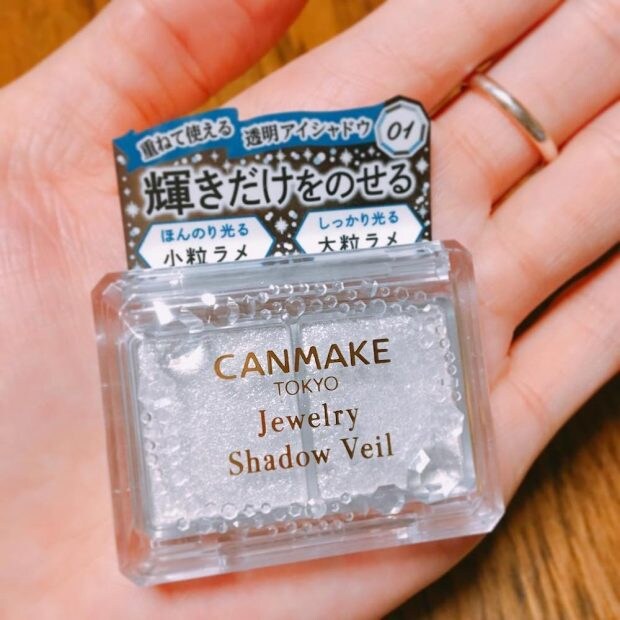 重ねて使える 透明アイシャドウ 01
輝きだけをのせる
ほんのり光る
小粒ラメ
しっかり光る
大粒ラメ
CANMAKE
TOKYO
Jewelry
Shadow Veil